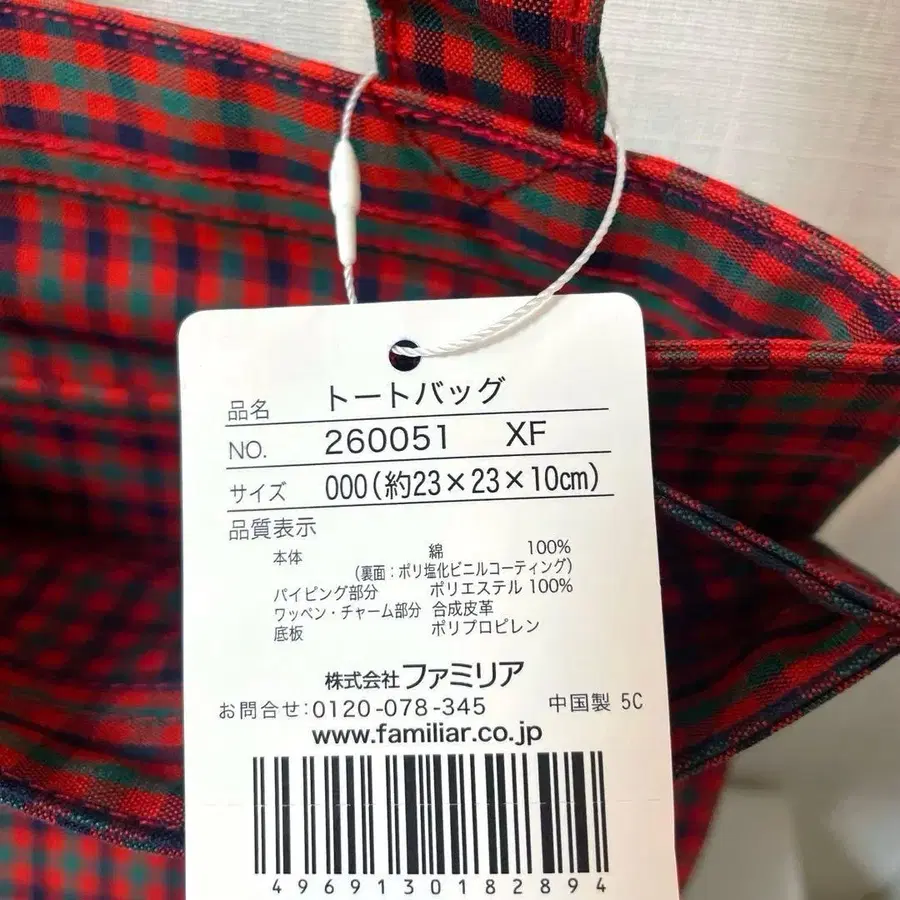 品名 トートバッグ
NO. 260051 XF
サイズ 000(約23×23×10cm)
品質表示
本体 綿 100%
(裏面:ポリ塩化ビニルコーティング)
パイピング部分 ポリエステル 100%
ワッペン・チャーム部分 合成皮革
底板 ポリプロピレン
株式会社ファミリア
お問合せ:0120-078-345 中国製 5C
www.familiar.co.jp
4969130182894